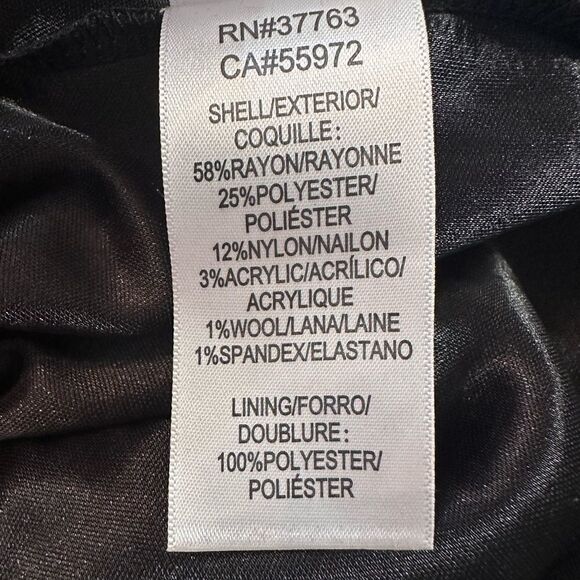 RN#37763
CA#55972
SHELL/EXTERIOR/
COQUILLE:
58%RAYON/RAYONNE
25%POLYESTER/
POLIÉSTER
12%NYLON/NAILON
3%ACRYLIC/ACRÍLICO/
ACRYLIQUE
1%WOOL/LANA/LAINE
1%SPANDEX/ELASTANO
LINING/FORRO/
DOUBLURE:
100%POLYESTER/
POLIÉSTER